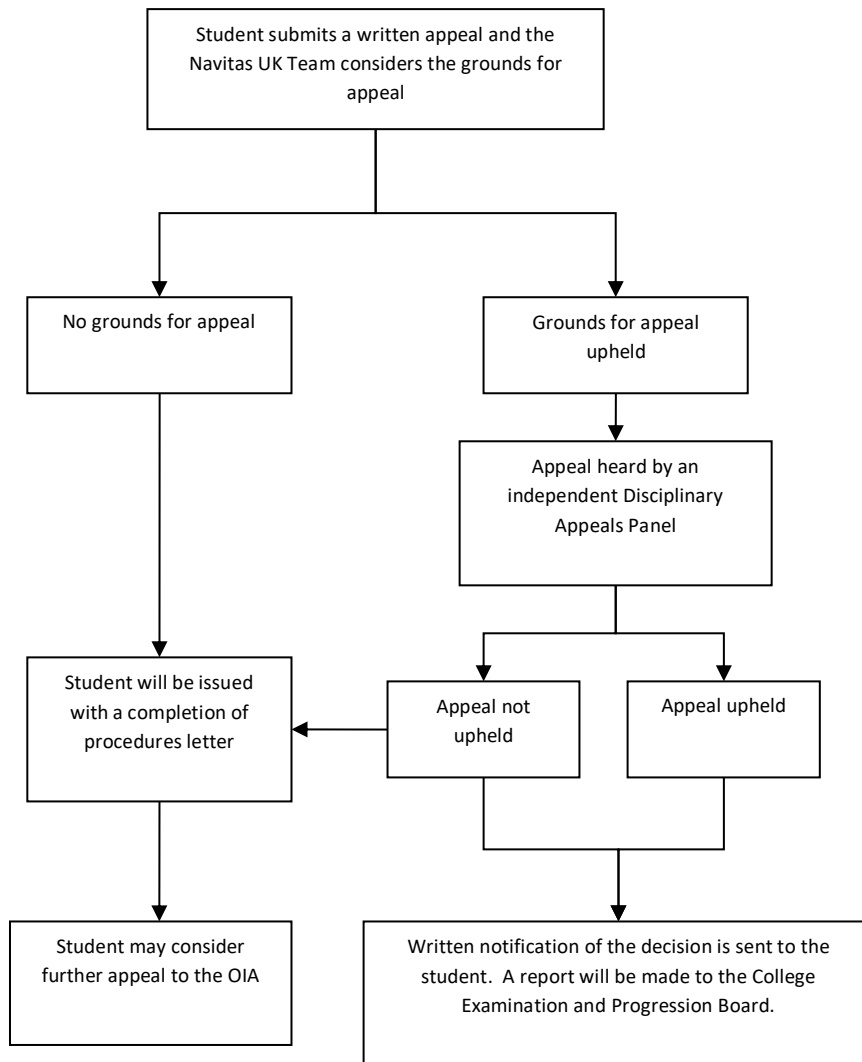 Student submits a written appeal and the
Navitas UK Team considers the grounds for
appeal
No grounds for appeal
Grounds for appeal
upheld
Appeal heard by an
independent Disciplinary
Appeals Panel
Student will be issued
with a completion of
procedures letter
Appeal not
upheld
Appeal upheld
Student may consider
further appeal to the OIA
Written notification of the decision is sent to the
student.  A report will be made to the College
Examination and Progression Board.